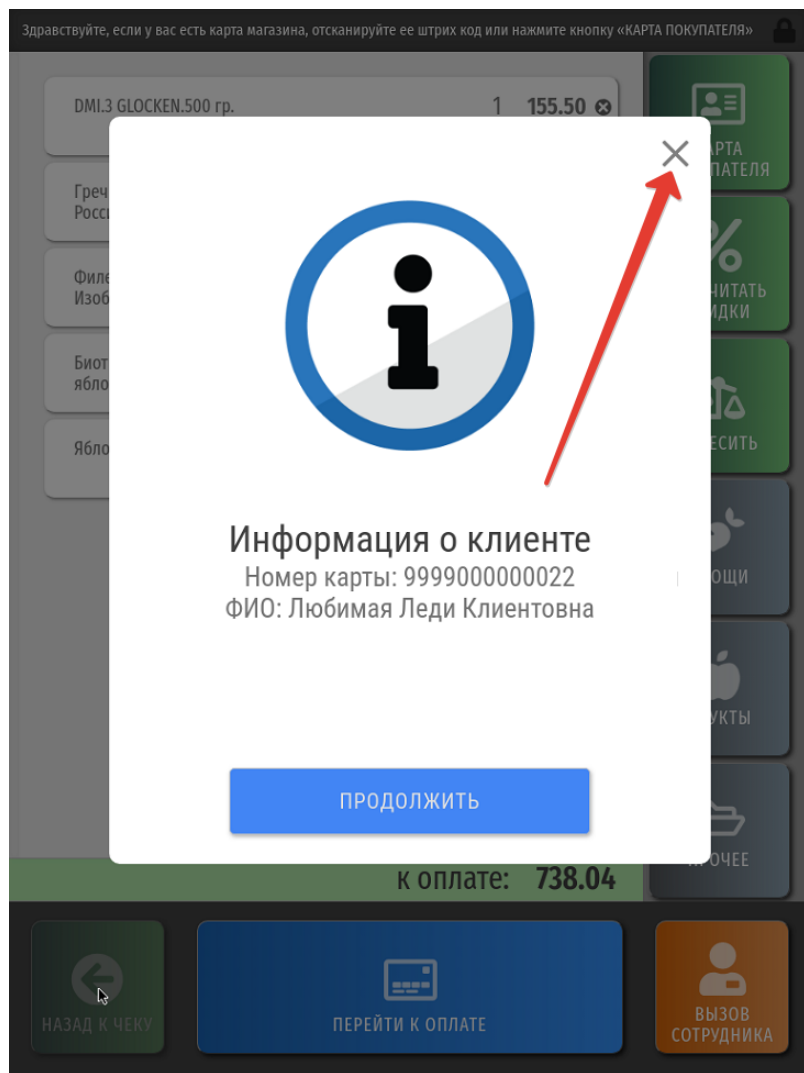 Здравствуйте, если у вас есть карта магазина, отсканируйте ее штрих код или нажмите кнопку «КАРТА ПОКУПАТЕЛЯ»
DMI.3 GLOCKEN.500 гр. 1 155.50
Информация о клиенте
Номер карты: 9999000000022
ФИО: Любимая Леди Клиентовна
ПРОДОЛЖИТЬ
к оплате: 738.04
НАЗАД К ЧЕКУ
ПЕРЕЙТИ К ОПЛАТЕ
ВЫЗОВ
СОТРУДНИКА